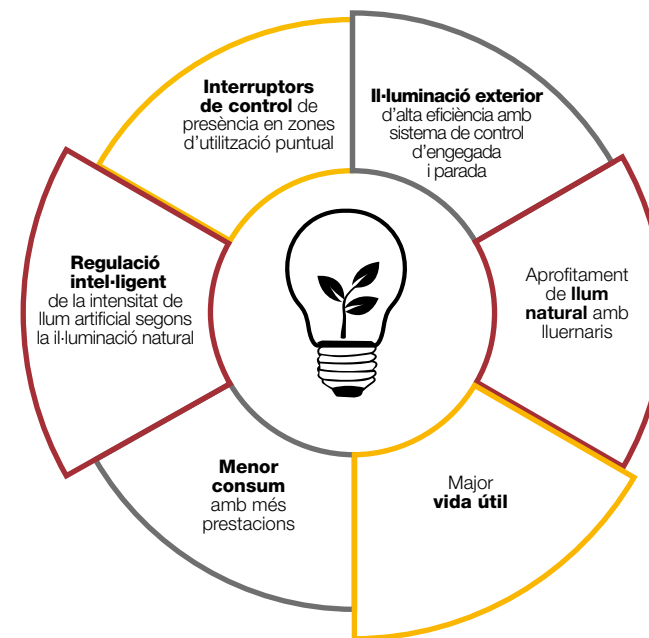 Interruptors
de control de
presència en zones
d'utilització puntual
Il·luminació exterior
d'alta eficiència amb
sistema de control
d'engegada
i parada
Aprofitament
de llum
natural amb
lluernaris
Major
vida útil
Menor
consum
amb més
prestacions
Regulació
intel·ligent
de la intensitat de
llum artificial segons
la il·luminació natural